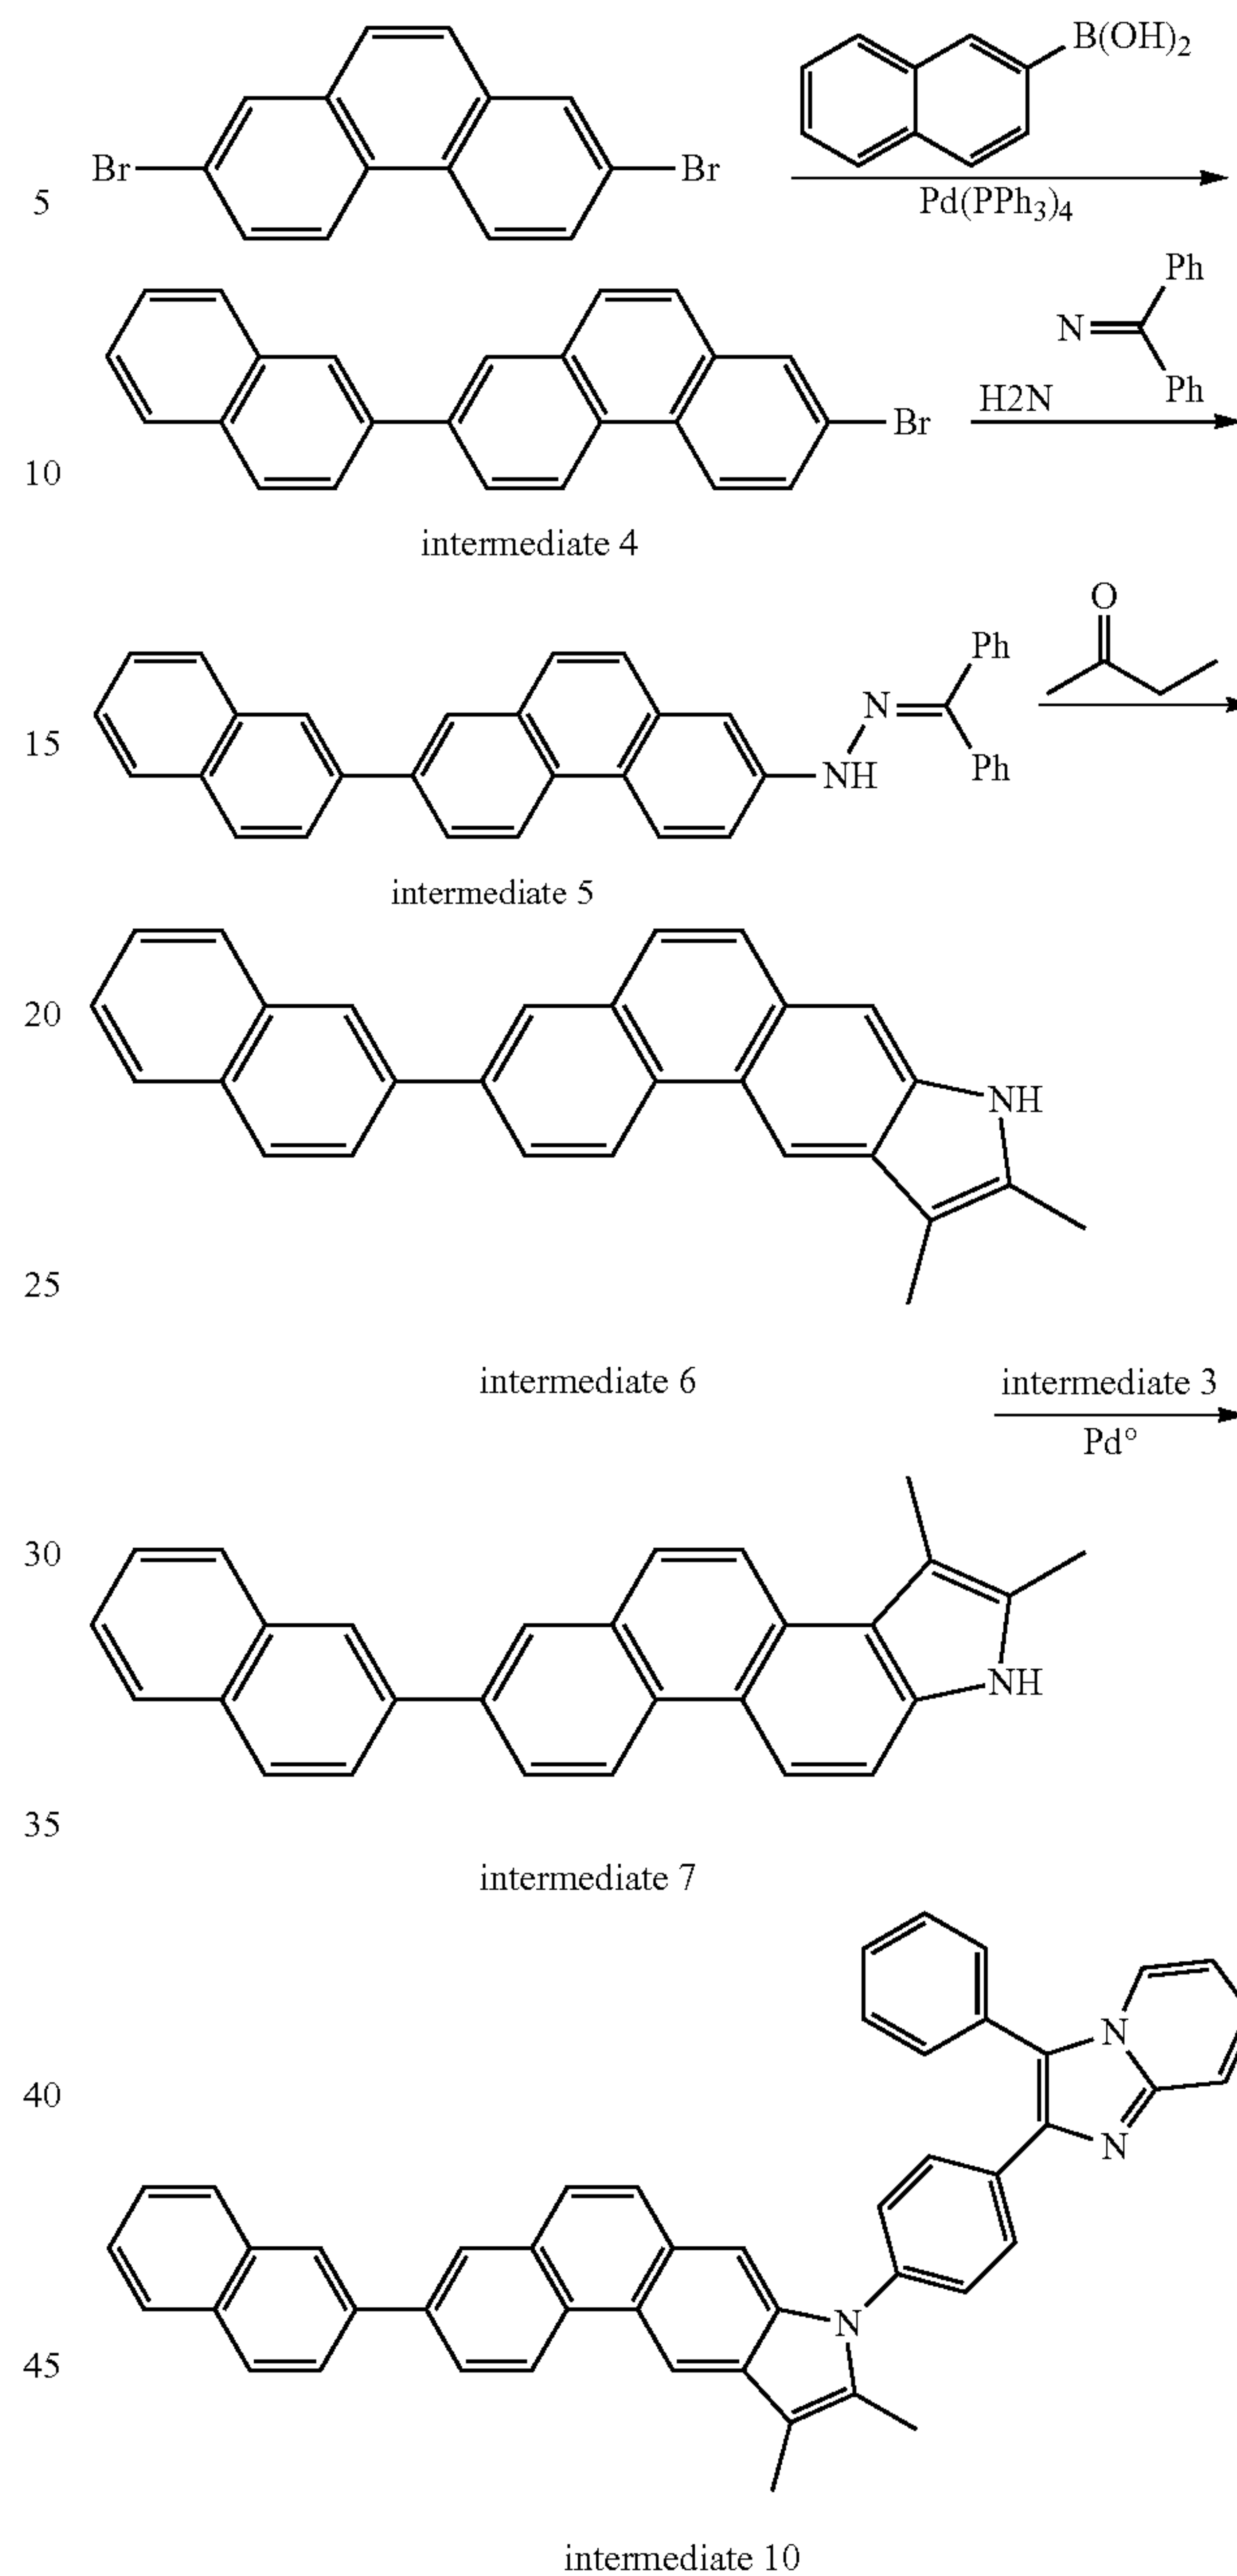 B(OH)₂
Br
Br
5
Pd(PPh₃)₄
Ph
N
Ph
H2N
Br
10
intermediate 4
O
Ph
N
15
NH
Ph
intermediate 5
20
NH
25
intermediate 6
intermediate 3
Pd°
30
NH
35
intermediate 7
N
40
N
N
45
intermediate 10